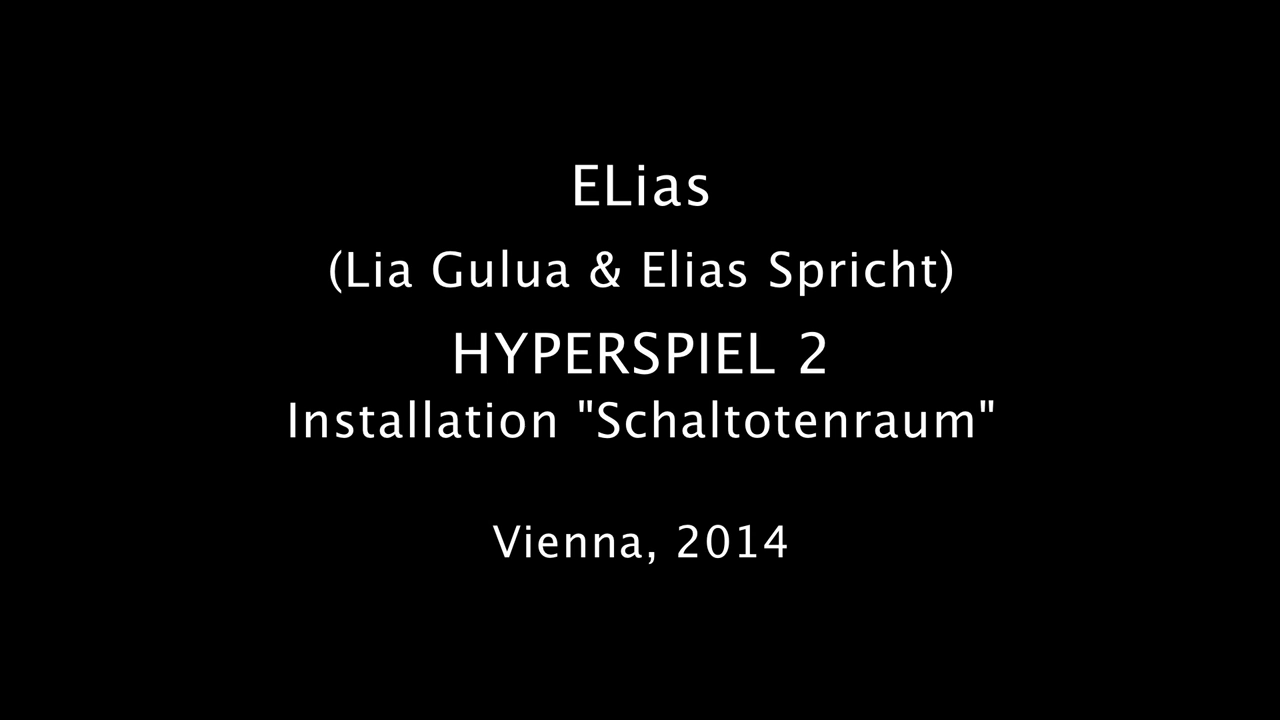 ELias
(Lia Gulua & Elias Spricht)
HYPERSPIEL 2
Installation "Schaltotenraum"
Vienna, 2014